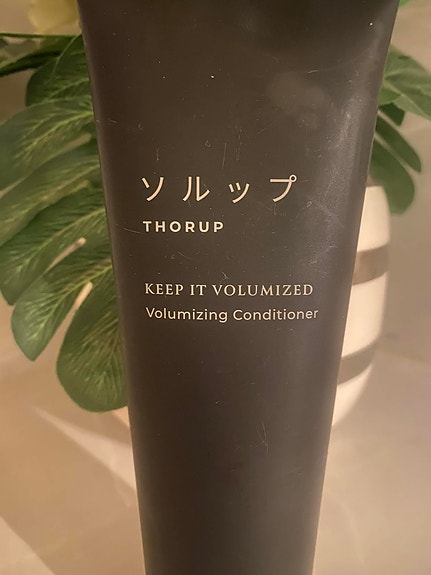 ソルップ
THORUP
KEEP IT VOLUMIZED
Volumizing Conditioner